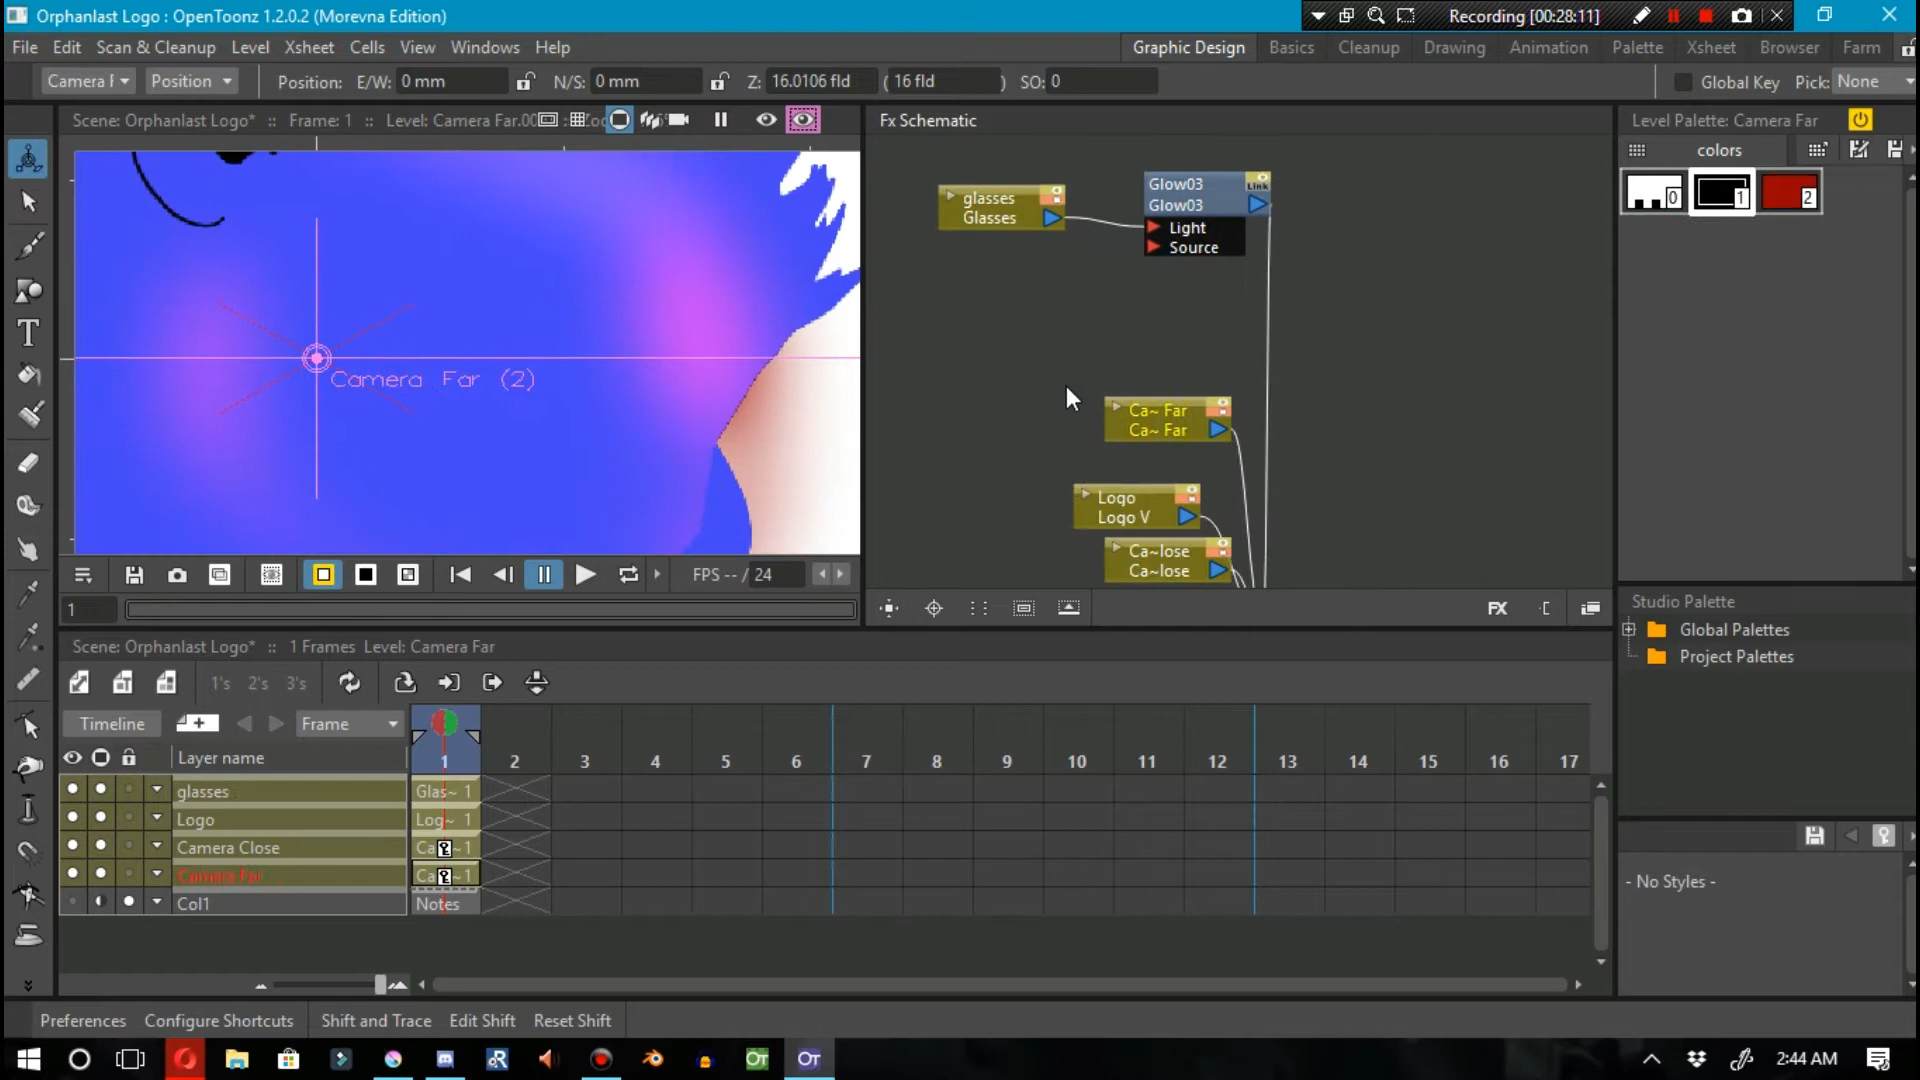 Orphanlast Logo : OpenToonz 1.2.0.2 (Morevna Edition)
Recording [00:28:11]
File Edit Scan & Cleanup Level Xsheet Cells View Windows Help
Graphic Design Basics Cleanup Drawing Animation Palette Xsheet Browser Farm
Position Position: E/W: 0 mm N/S: 0 mm Z: 16.0106 fld ( 16 fld ) SO: 0
Global Key Pick: None
Scene: Orphanlast Logo* :: Frame: 1 :: Level: Camera Far.00
Fx Schematic
Level Palette: Camera Far
colors
0 1 2
glasses
Glasses
Glow03
Link
Glow03
Light
Source
Camera Far (2)
Ca~ Far
Ca~ Far
Logo
Logo V
Ca~lose
Ca~lose
FPS -- / 24
1
FX
Studio Palette
Global Palettes
Project Palettes
Scene: Orphanlast Logo* :: 1 Frames Level: Camera Far
1's 2's 3's
Timeline Frame
Layer name
1 2 3 4 5 6 7 8 9 10 11 12 13 14 15 16 17
glasses Glas~ 1
Logo Log~ 1
Camera Close Ca ~1
Camera Far Ca ~1
Col1 Notes
- No Styles -
Preferences Configure Shortcuts Shift and Trace Edit Shift Reset Shift
OT OT
2:44 AM